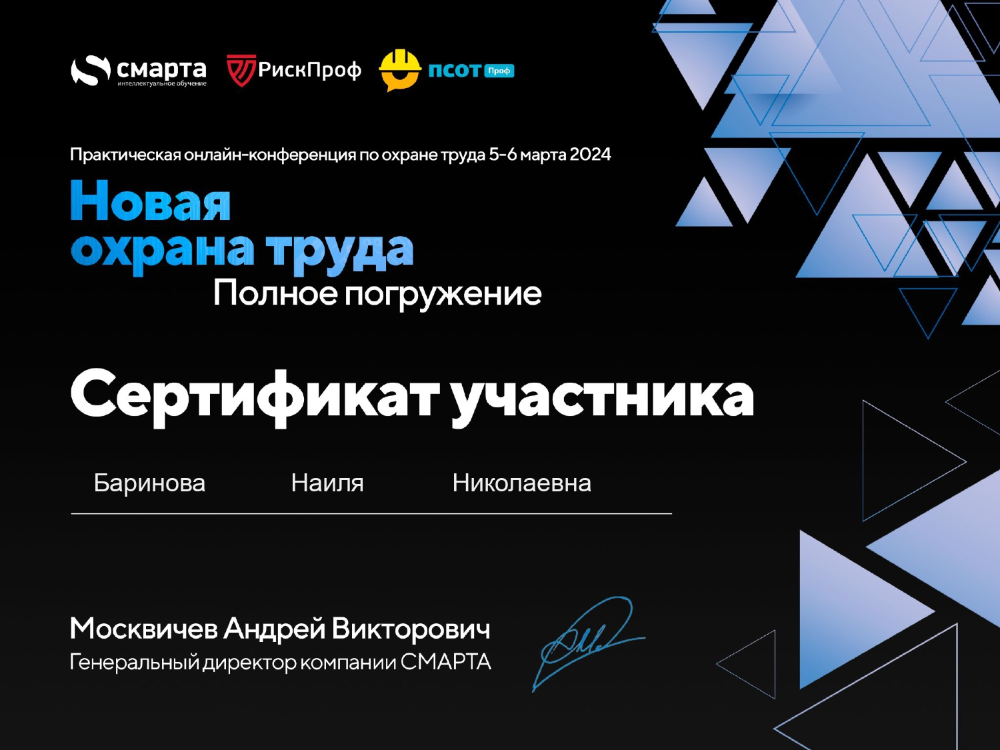 смарта
интеллектуальное обучение
РискПроф
псот Проф
Практическая онлайн-конференция по охране труда 5-6 марта 2024
Новая
охрана труда
Полное погружение
Сертификат участника
Баринова Наиля Николаевна
Москвичев Андрей Викторович
Генеральный директор компании СМАРТА